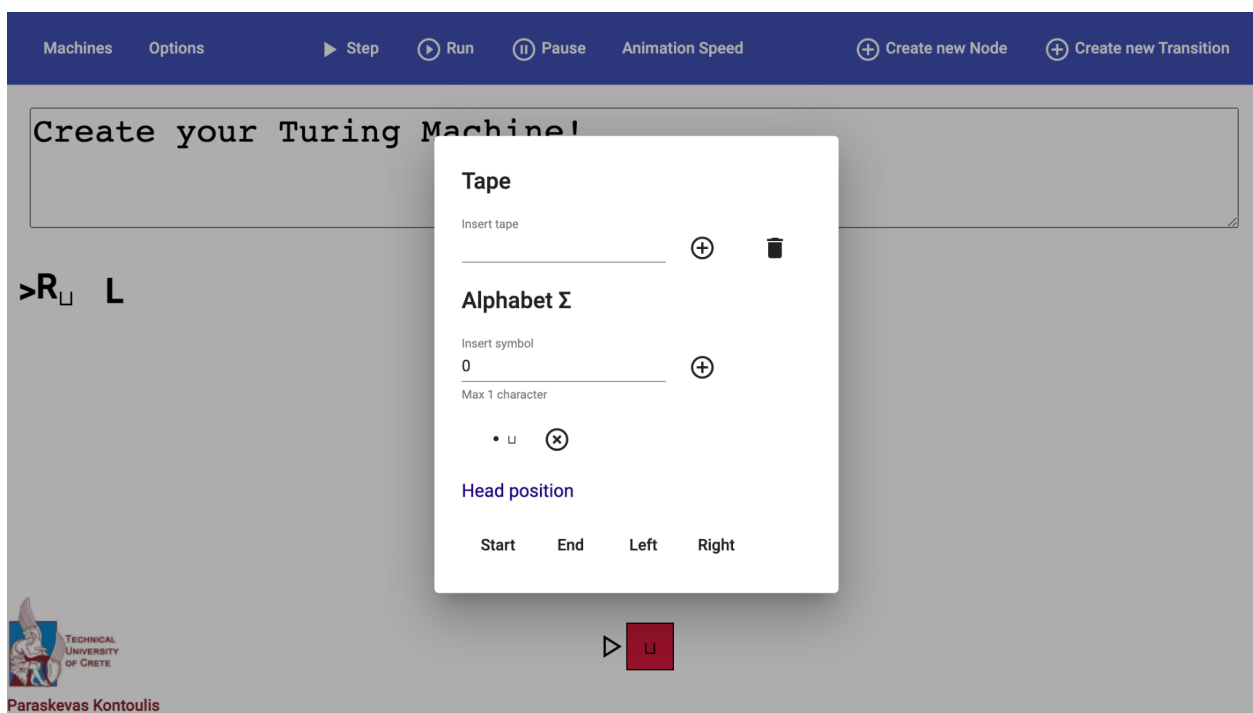 Machines Options Step Run Pause Animation Speed Create new Node Create new Transition
Create your Turing Machine!
Tape
Insert tape
>R⊔ L
Alphabet Σ
Insert symbol
0
Max 1 character
• ⊔
Head position
Start End Left Right
⊔
TECHNICAL
UNIVERSITY
OF CRETE
Paraskevas Kontoulis